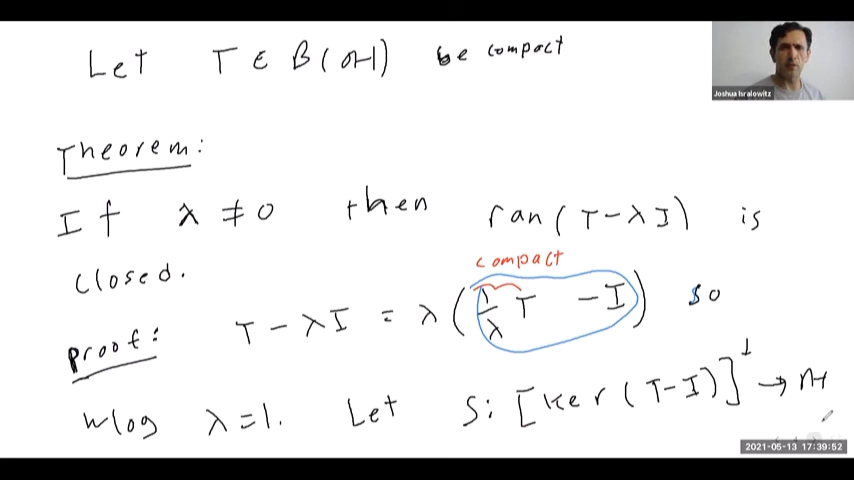 Let T ∈ B(H) be compact
Joshua Isralowitz
Theorem:
If λ ≠ 0 then ran(T-λI) is
closed.
compact
Proof: T-λI = λ(1/λ T - I) so
wlog λ=1. Let S: [Ker(T-I)]^⊥ → H
2021-05-13 17:39:52